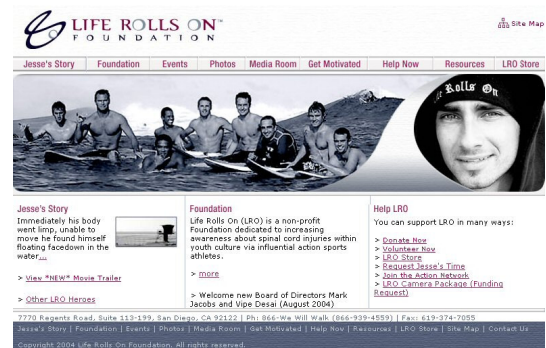 LIFE ROLLS ON™
FOUNDATION
Site Map
Jesse's Story Foundation Events Photos Media Room Get Motivated Help Now Resources LRO Store
Life Rolls On
Jesse's Story
Immediately his body
went limp, unable to
move he found himself
floating facedown in the
water...
> View *NEW* Movie Trailer
> Other LRO Heroes
Foundation
Life Rolls On (LRO) is a non-profit
Foundation dedicated to increasing
awareness about spinal cord injuries within
youth culture via influential action sports
athletes.
> more
> Welcome new Board of Directors Mark
Jacobs and Vipe Desai (August 2004)
Help LRO
You can support LRO in many ways:
> Donate Now
> Volunteer Now
> LRO Store
> Request Jesse's Time
> Join the Action Network
> LRO Camera Package (Funding
Request)
7770 Regents Road, Suite 113-199, San Diego, CA 92122 | Ph: 866-We Will Walk (866-939-4559) | Fax: 619-374-7055
Jesse's Story | Foundation | Events | Photos | Media Room | Get Motivated | Help Now | Resources | LRO Store | Site Map | Contact Us
Copyright 2004 Life Rolls On Foundation. All rights reserved.